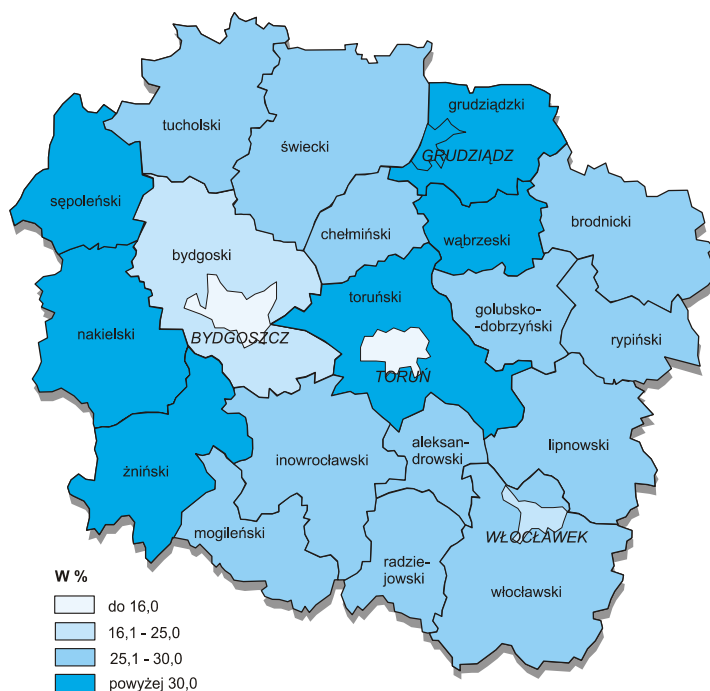 grudziądzki
tucholski
świecki
GRUDZIĄDZ
sępoleński
brodnicki
chełmiński
wąbrzeski
bydgoski
toruński
golubsko-
-dobrzyński
nakielski
BYDGOSZCZ
rypiński
TORUŃ
aleksan-
drowski
lipnowski
inowrocławski
żniński
mogileński
WŁOCŁAWEK
radzie-
jowski
włocławski
W %
do 16,0
16,1 - 25,0
25,1 - 30,0
powyżej 30,0